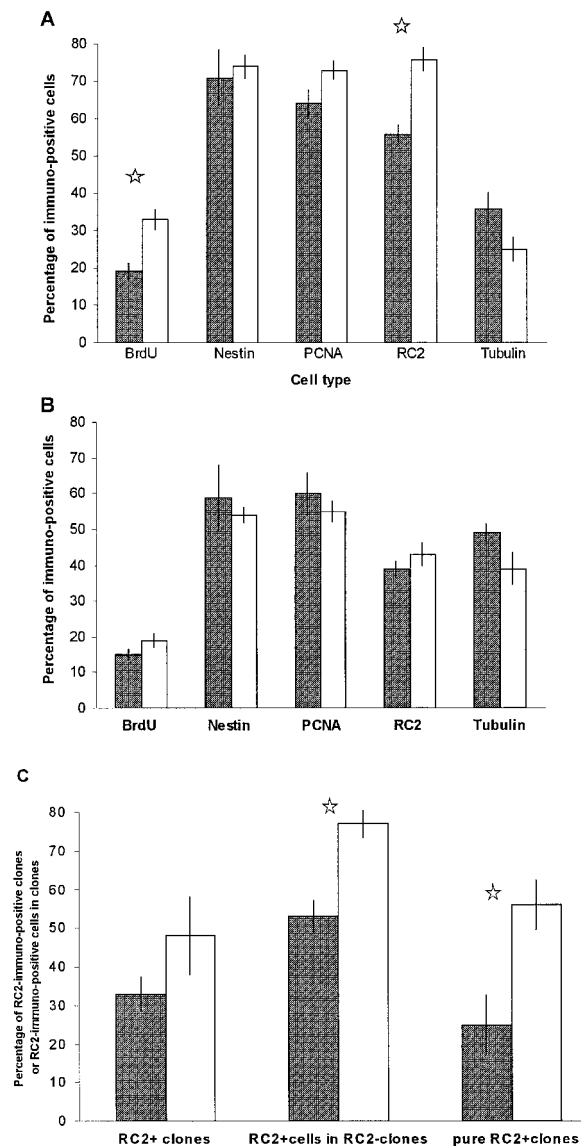 A
Percentage of immuno-positive cells
80
70
60
50
40
30
20
10
0
BrdU Nestin PCNA RC2 Tubulin
Cell type
B
Percentage of immuno-positive cells
80
70
60
50
40
30
20
10
0
BrdU Nestin PCNA RC2 Tubulin
C
Percentage of RC2-immuno-positive clones
or RC2-immuno-positive cells in clones
80
70
60
50
40
30
20
10
0
RC2+ clones RC2+cells in RC2-clones pure RC2+clones